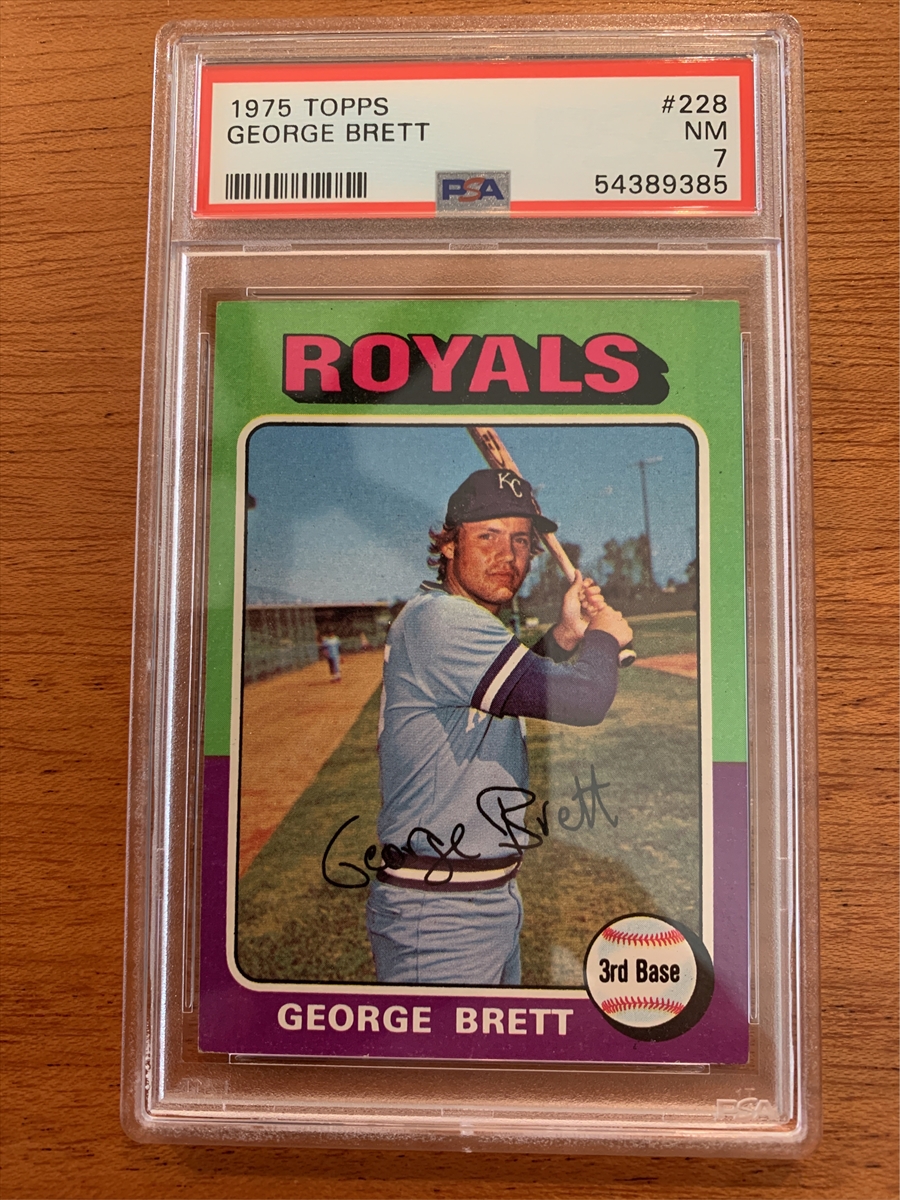 1975 TOPPS #228
GEORGE BRETT NM
7
PSA 54389385
ROYALS
KC
George Brett
3rd Base
GEORGE BRETT
PSA